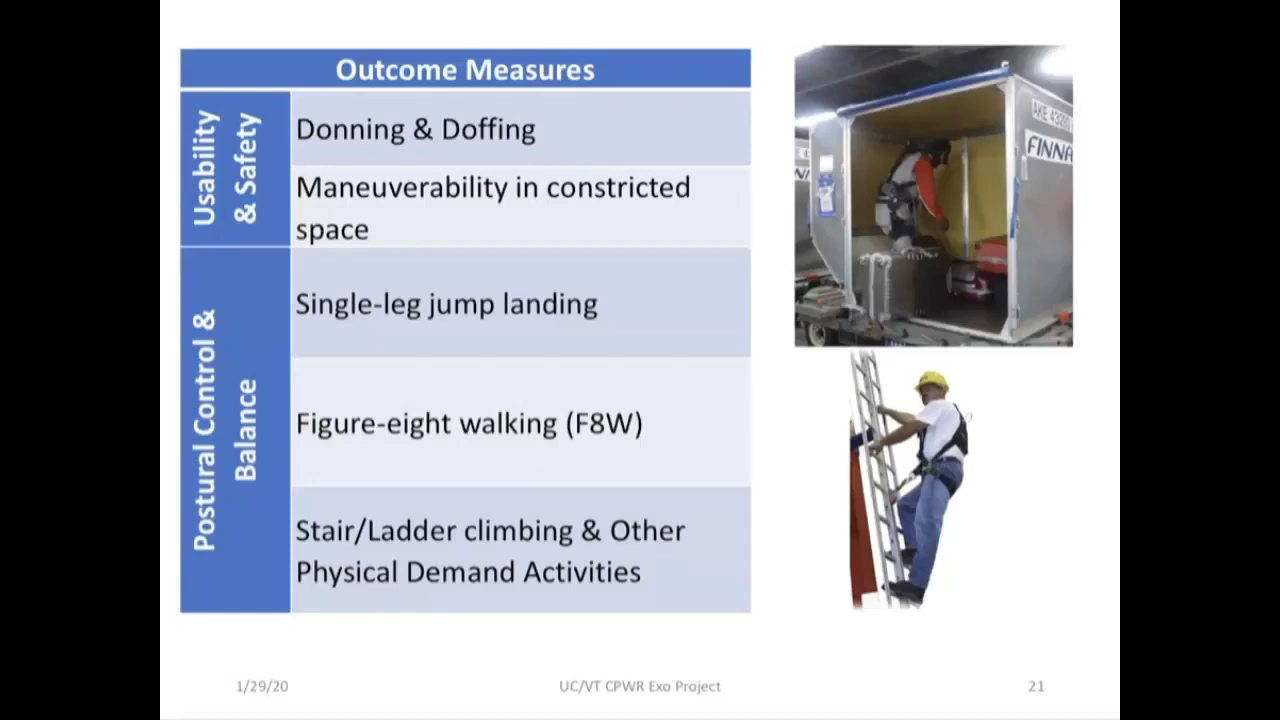 Outcome Measures
Usability
& Safety
Donning & Doffing
Maneuverability in constricted
space
Postural Control &
Balance
Single-leg jump landing
Figure-eight walking (F8W)
Stair/Ladder climbing & Other
Physical Demand Activities
FINNA
1/29/20
UC/VT CPWR Exo Project
21